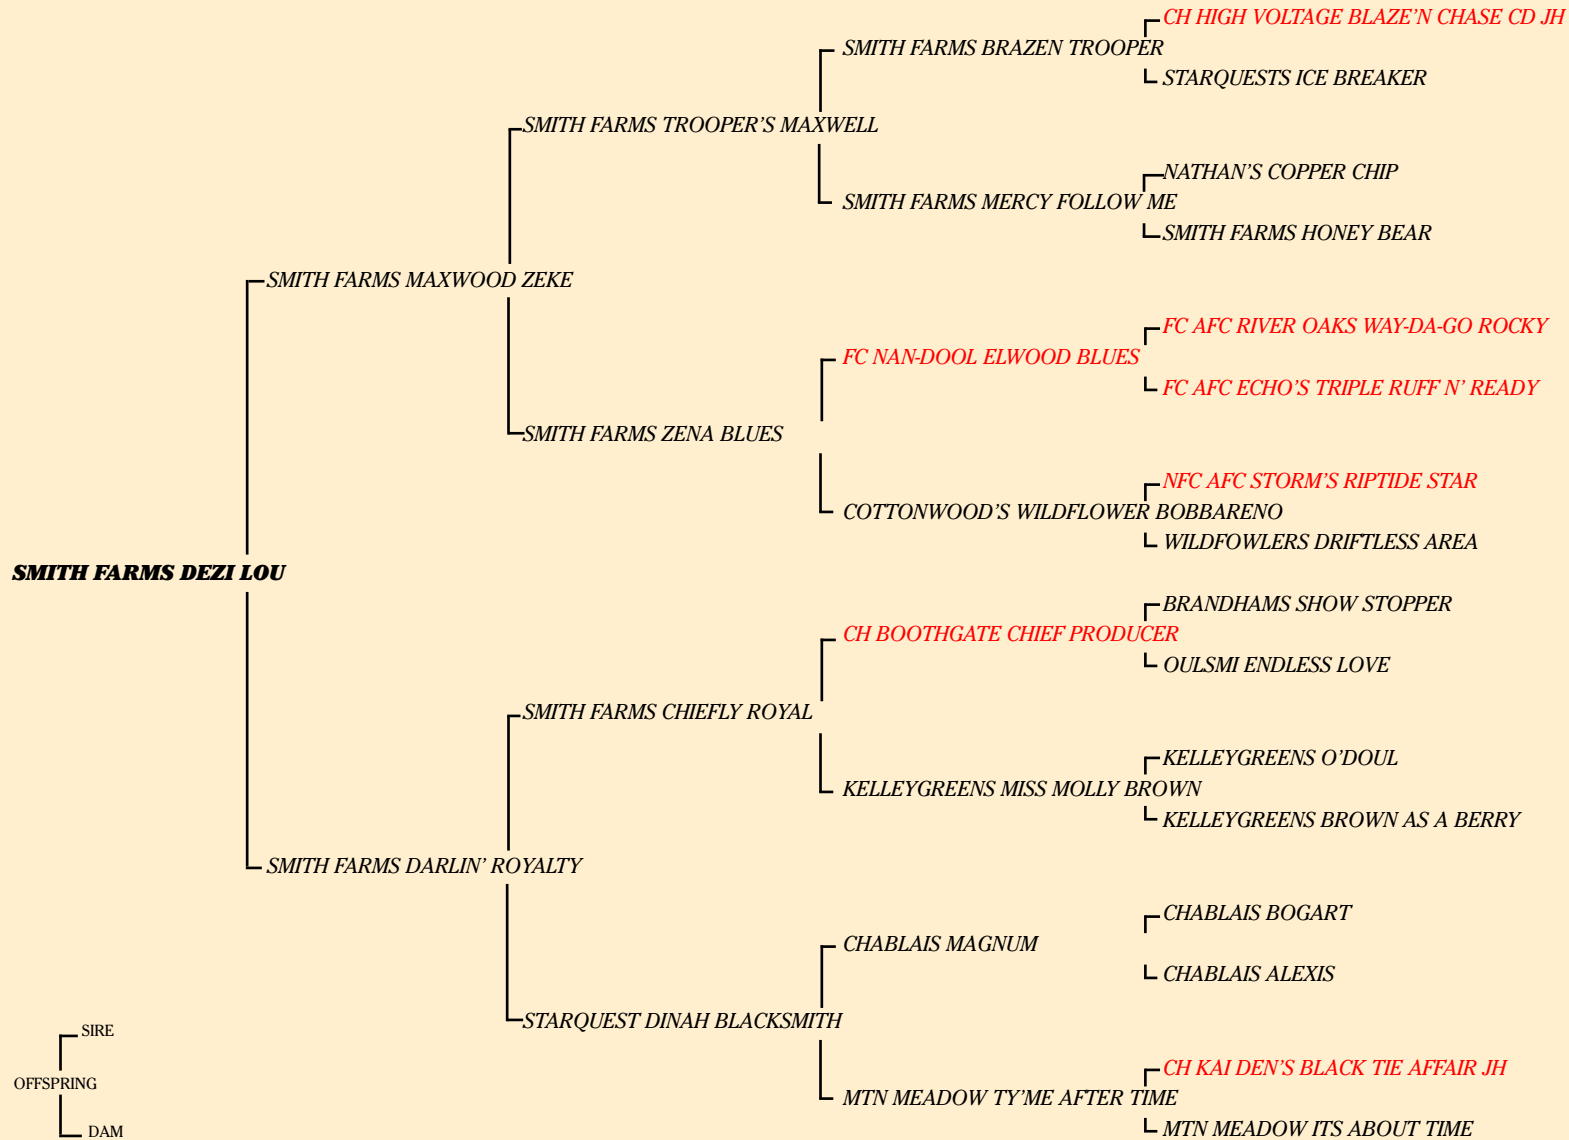 CH HIGH VOLTAGE BLAZE'N CHASE CD JH
SMITH FARMS BRAZEN TROOPER
STARQUESTS ICE BREAKER
SMITH FARMS TROOPER'S MAXWELL
NATHAN'S COPPER CHIP
SMITH FARMS MERCY FOLLOW ME
SMITH FARMS HONEY BEAR
SMITH FARMS MAXWOOD ZEKE
FC AFC RIVER OAKS WAY-DA-GO ROCKY
FC NAN-DOOL ELWOOD BLUES
FC AFC ECHO'S TRIPLE RUFF N' READY
SMITH FARMS ZENA BLUES
NFC AFC STORM'S RIPTIDE STAR
COTTONWOOD'S WILDFLOWER BOBBARENO
WILDFOWLERS DRIFTLESS AREA
SMITH FARMS DEZI LOU
BRANDHAMS SHOW STOPPER
CH BOOTHGATE CHIEF PRODUCER
OULSMI ENDLESS LOVE
SMITH FARMS CHIEFLY ROYAL
KELLEYGREENS O'DOUL
KELLEYGREENS MISS MOLLY BROWN
KELLEYGREENS BROWN AS A BERRY
SMITH FARMS DARLIN' ROYALTY
CHABLAIS BOGART
CHABLAIS MAGNUM
CHABLAIS ALEXIS
STARQUEST DINAH BLACKSMITH
CH KAI DEN'S BLACK TIE AFFAIR JH
MTN MEADOW TY'ME AFTER TIME
MTN MEADOW ITS ABOUT TIME
SIRE
OFFSPRING
DAM